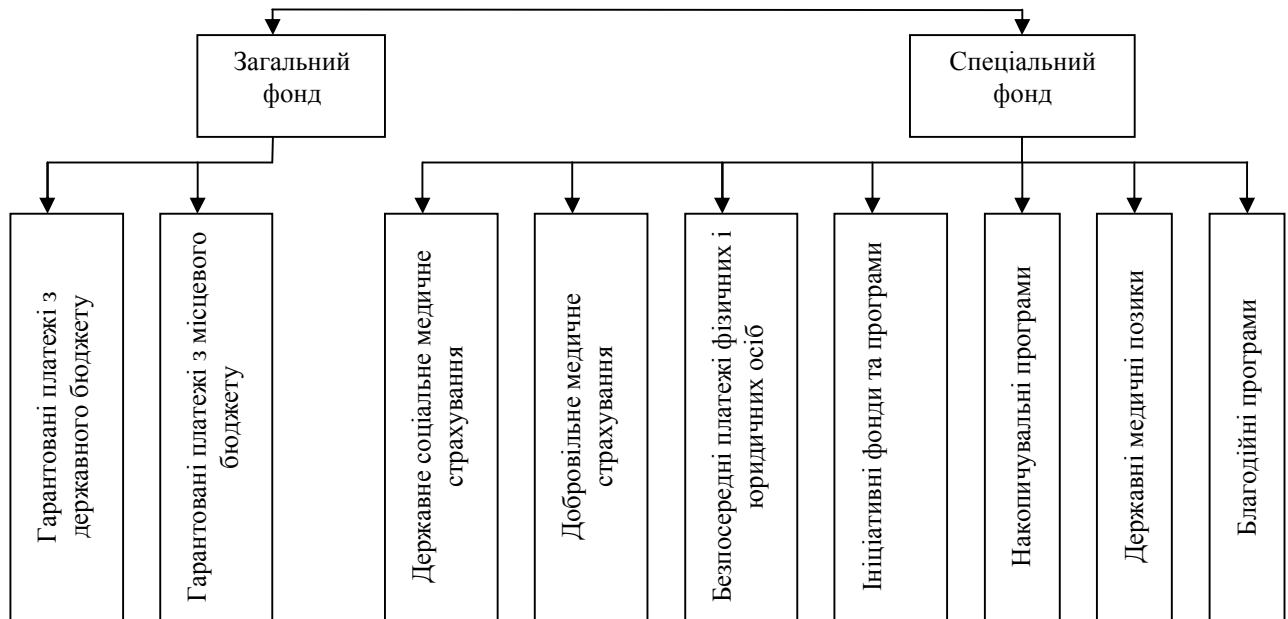 Загальний
фонд
Спеціальний
фонд
Гарантовані платежі з
державного бюджету
Гарантовані платежі з місцевого
бюджету
Державне соціальне медичне
страхування
Добровільне медичне
страхування
Безпосередні платежі фізичних і
юридичних осіб
Ініціативні фонди та програми
Накопичувальні програми
Державні медичні позики
Благодійні програми